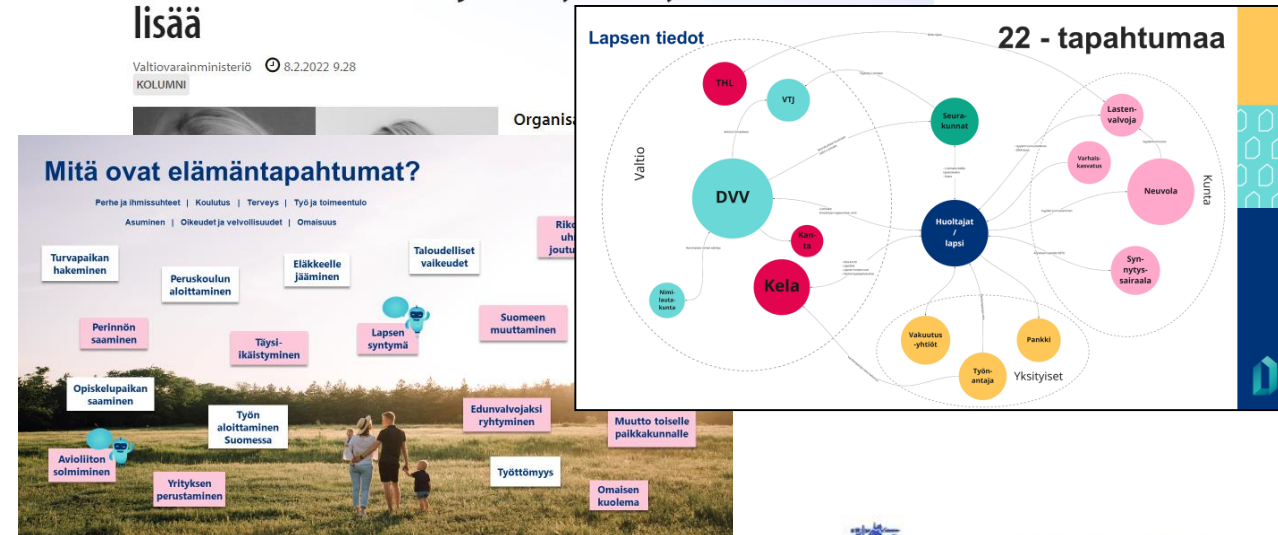 lisää
Valtiovarainministeriö 8.2.2022 9.28
KOLUMNI
Organisa
Mitä ovat elämäntapahtumat?
Perhe ja ihmissuhteet | Koulutus | Terveys | Työ ja toimeentulo
Asuminen | Oikeudet ja velvollisuudet | Omaisuus
Turvapaikan
hakeminen
Peruskoulun
aloittaminen
Eläkkeelle
jääminen
Taloudelliset
vaikeudet
Rik
uh
joutu
Perinnön
saaminen
Täysi-
ikäistyminen
Lapsen
syntymä
Suomeen
muuttaminen
Opiskelupaikan
saaminen
Työn
aloittaminen
Suomessa
Edunvalvojaksi
ryhtyminen
Muutto toiselle
paikkakunnalle
Avioliiton
solmiminen
Yrityksen
perustaminen
Työttömyys
Omaisen
kuolema
Lapsen tiedot
22 - tapahtumaa
Valtio
THL
VTJ
DVV
Kan-
ta
Kela
Nimi-
lauta-
kunta
Seura-
kunnat
Huoltajat
/
lapsi
Kunta
Lasten-
valvoja
Varhais-
kasvatus
Neuvola
Syn-
nytys-
sairaala
Vakuutus
-yhtiöt
Työn-
antaja
Pankki
Yksityiset